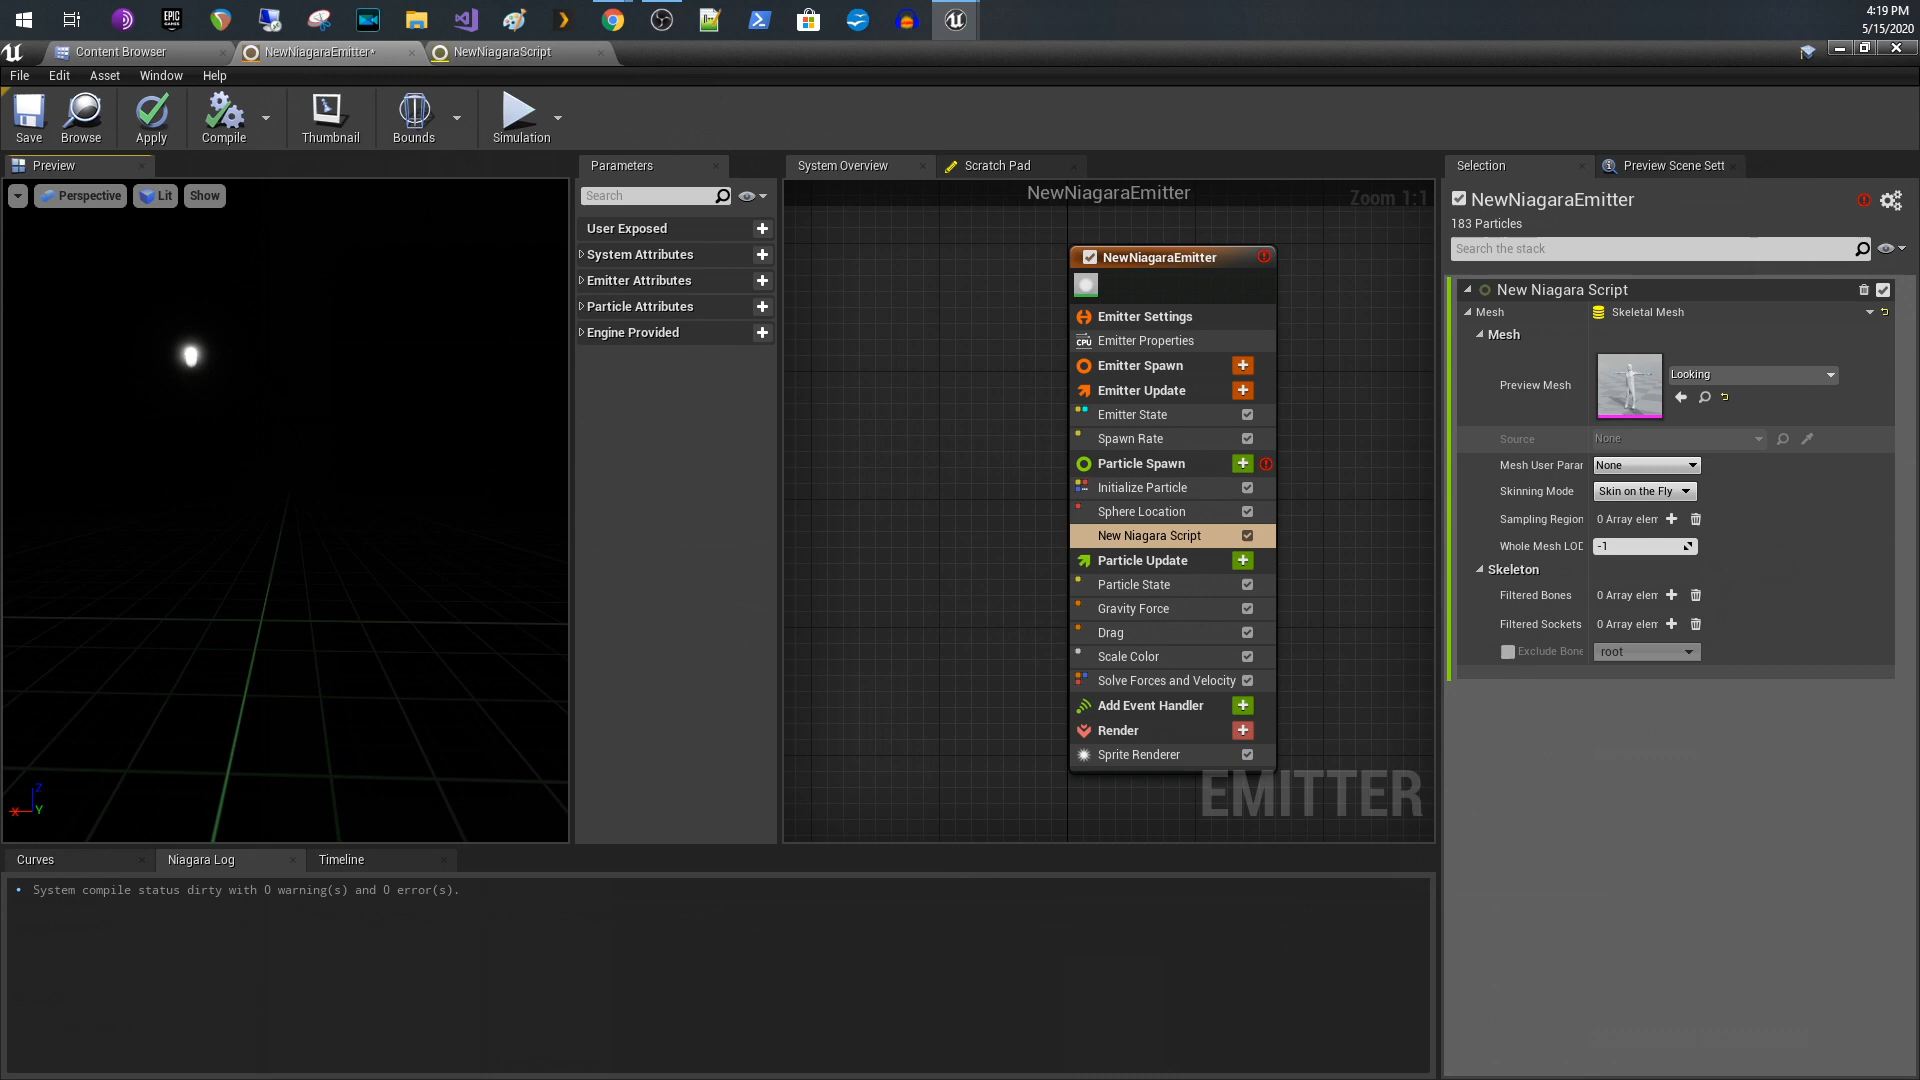 4:19 PM
5/15/2020
EPIC
GAMES
Content Browser
NewNiagaraEmitter*
NewNiagaraScript
File
Edit
Asset
Window
Help
Save
Browse
Apply
Compile
Thumbnail
Bounds
Simulation
Preview
Perspective
Lit
Show
X
Z
Y
Parameters
Search
User Exposed
System Attributes
Emitter Attributes
Particle Attributes
Engine Provided
System Overview
Scratch Pad
NewNiagaraEmitter
Zoom 1:1
NewNiagaraEmitter
Emitter Settings
CPU Emitter Properties
Emitter Spawn
Emitter Update
Emitter State
Spawn Rate
Particle Spawn
Initialize Particle
Sphere Location
New Niagara Script
Particle Update
Particle State
Gravity Force
Drag
Scale Color
Solve Forces and Velocity
Add Event Handler
Render
Sprite Renderer
EMITTER
Selection
Preview Scene Sett
NewNiagaraEmitter
183 Particles
Search the stack
New Niagara Script
Mesh Skeletal Mesh
Mesh
Preview Mesh Looking
Source None
Mesh User Parar None
Skinning Mode Skin on the Fly
Sampling Region 0 Array elem
Whole Mesh LOD -1
Skeleton
Filtered Bones 0 Array elem
Filtered Sockets 0 Array elem
Exclude Bone root
Curves
Niagara Log
Timeline
System compile status dirty with 0 warning(s) and 0 error(s).